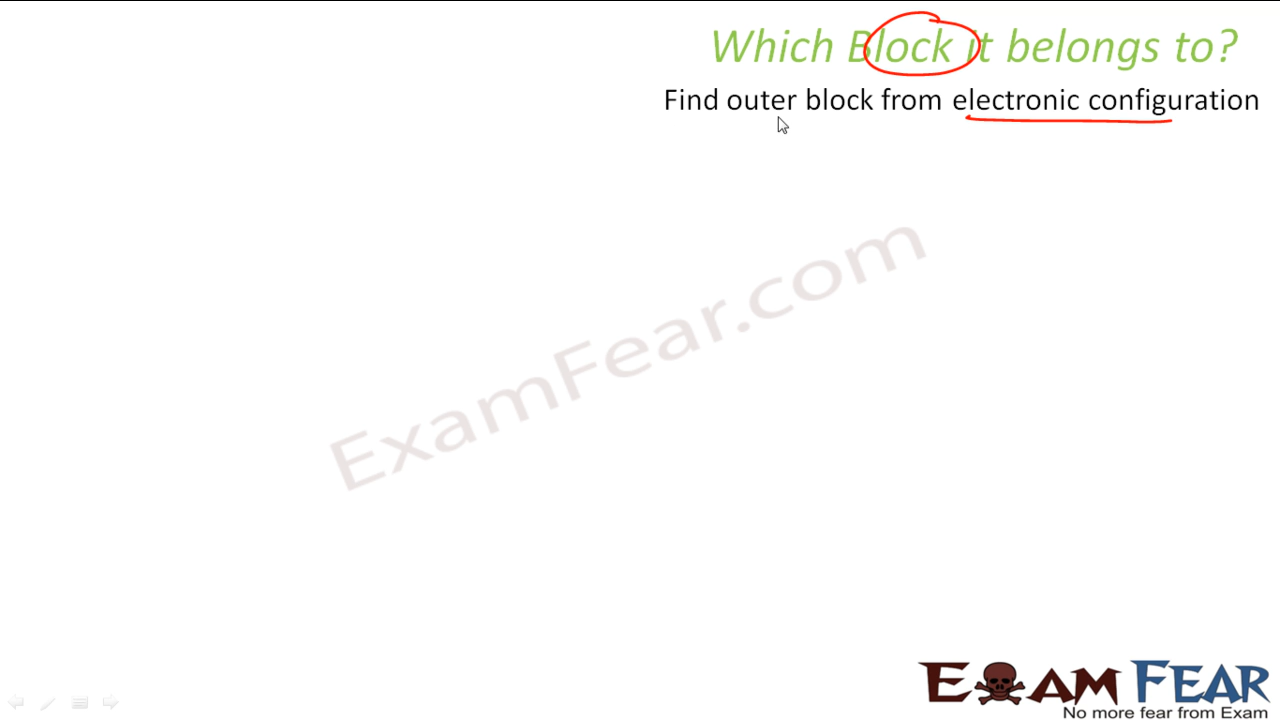 Which Block it belongs to?
Find outer block from electronic configuration
ExamFear.com
EXAM FEAR
No more fear from Exam